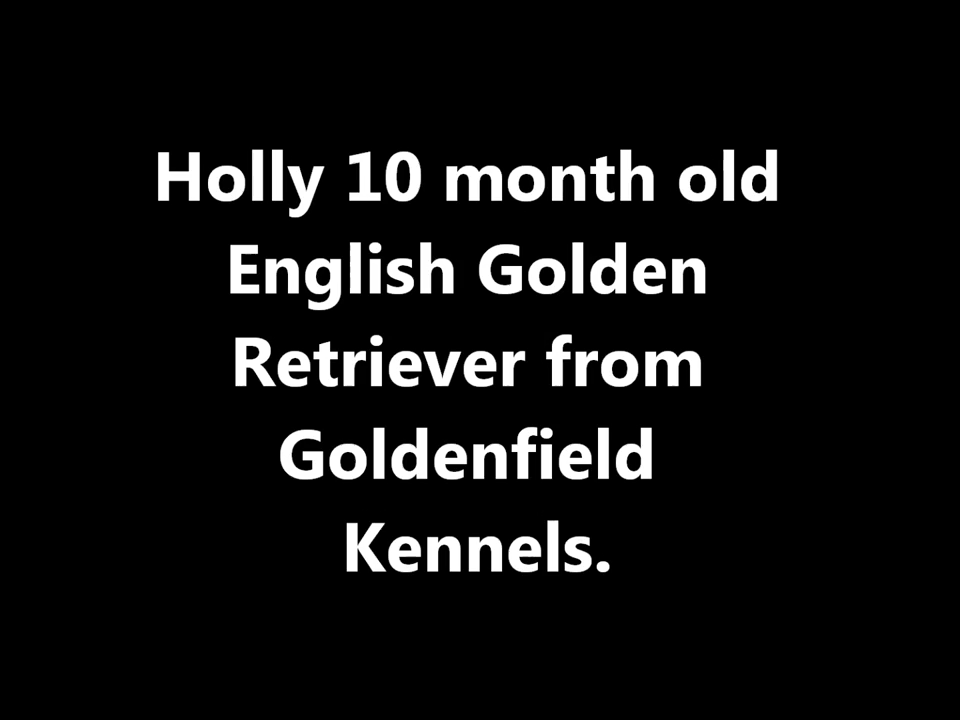 Holly 10 month old
English Golden
Retriever from
Goldenfield
Kennels.